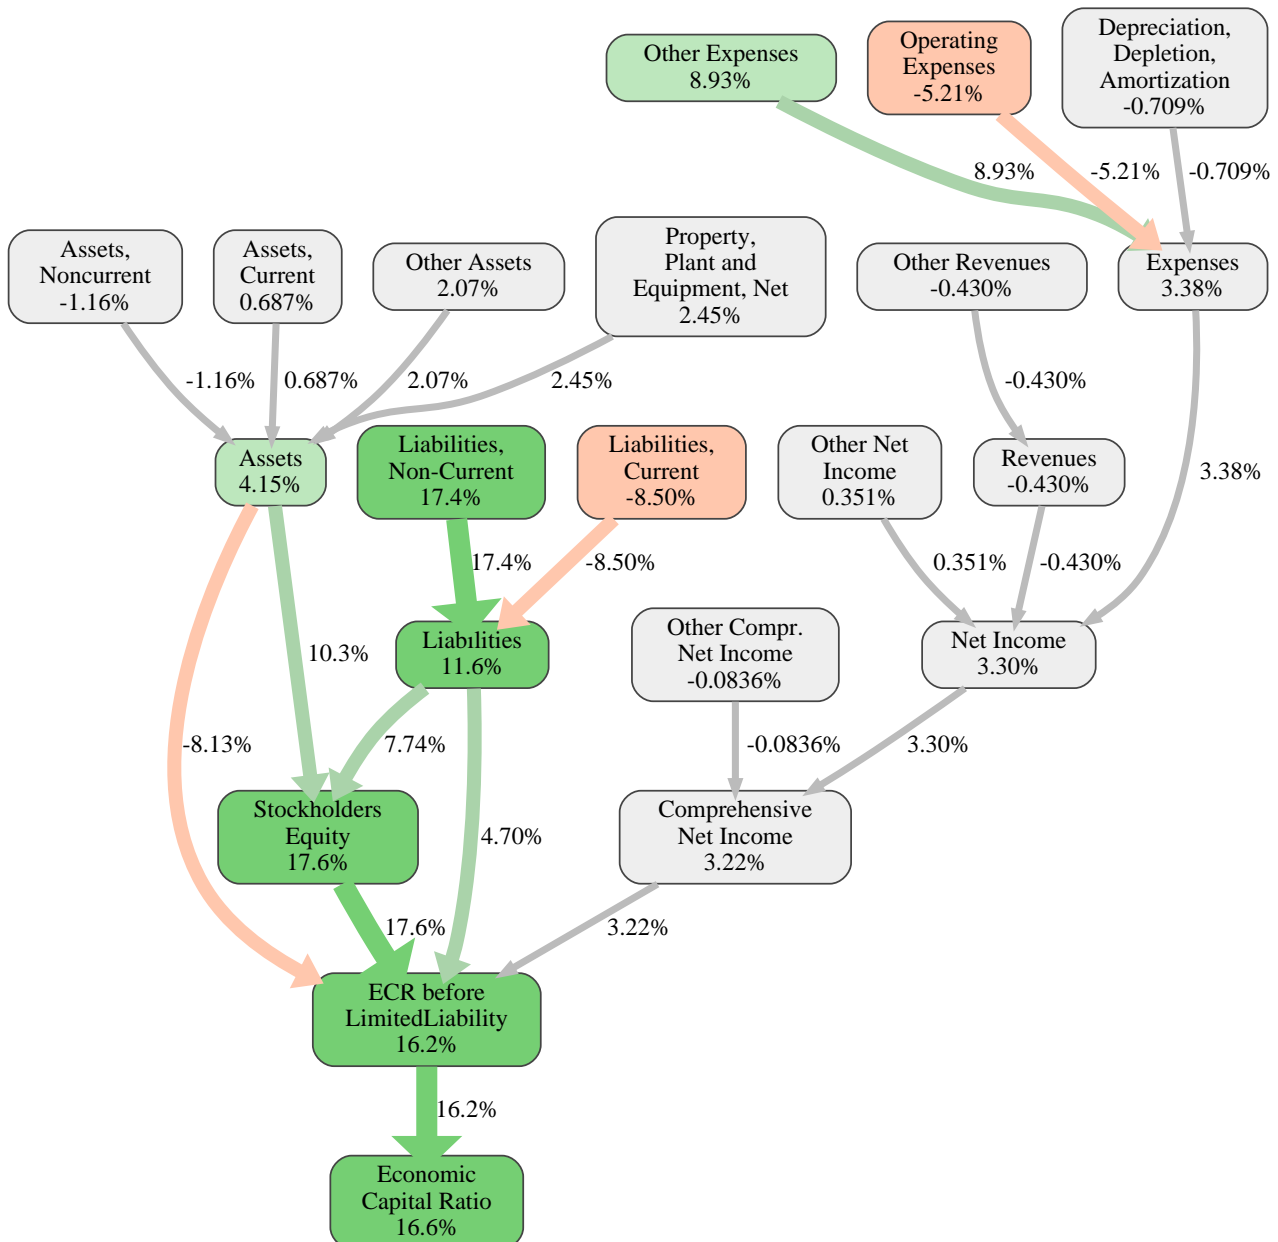 Other Expenses
8.93%
Operating
Expenses
-5.21%
Depreciation,
Depletion,
Amortization
-0.709%
8.93%
-5.21%
-0.709%
Assets,
Noncurrent
-1.16%
Assets,
Current
0.687%
Other Assets
2.07%
Property,
Plant and
Equipment, Net
2.45%
Other Revenues
-0.430%
Expenses
3.38%
-1.16%
0.687%
2.07%
2.45%
-0.430%
3.38%
Assets
4.15%
Liabilities,
Non-Current
17.4%
Liabilities,
Current
-8.50%
Other Net
Income
0.351%
Revenues
-0.430%
17.4%
-8.50%
0.351%
-0.430%
Liabilities
11.6%
Other Compr.
Net Income
-0.0836%
Net Income
3.30%
10.3%
-8.13%
7.74%
-0.0836%
3.30%
Stockholders
Equity
17.6%
4.70%
Comprehensive
Net Income
3.22%
17.6%
3.22%
ECR before
LimitedLiability
16.2%
16.2%
Economic
Capital Ratio
16.6%